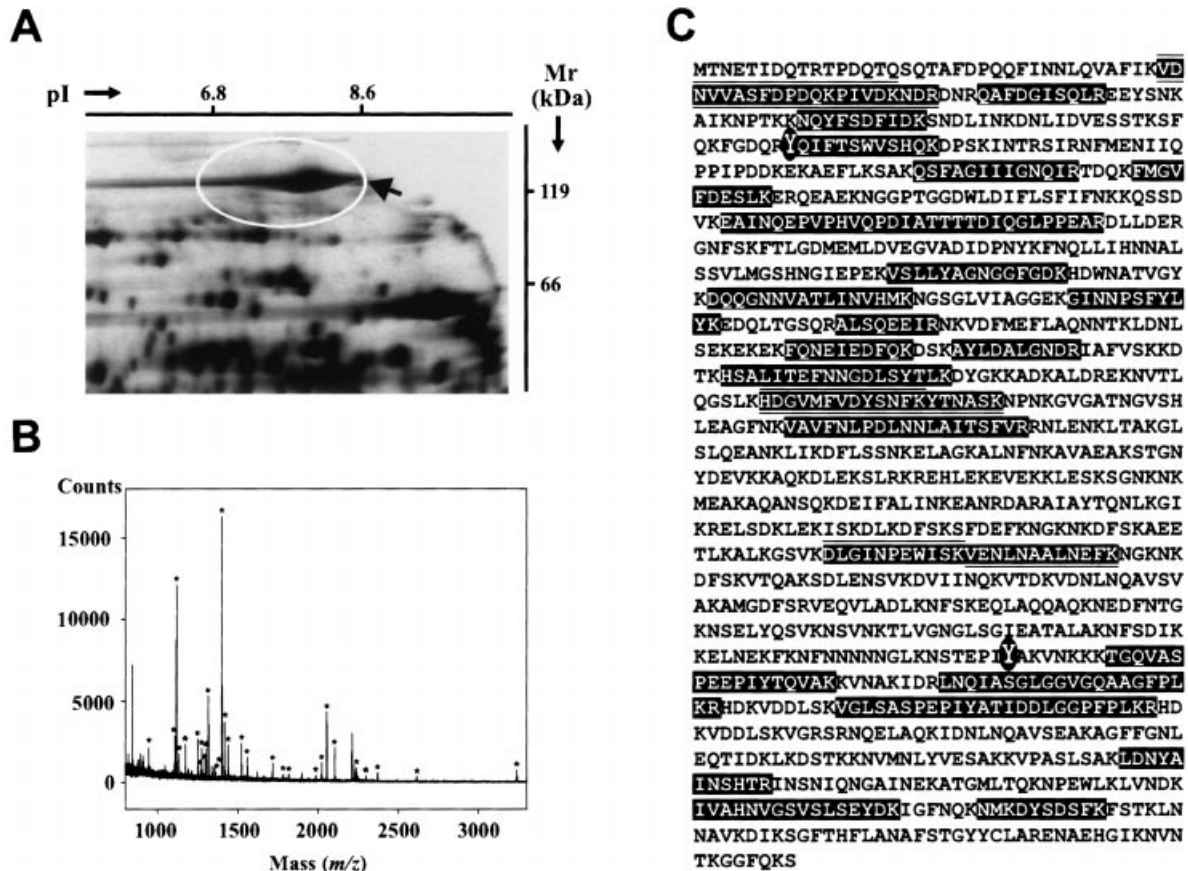 A
pI
6.8
8.6
Mr
(kDa)
119
66
B
Counts
15000
10000
5000
0
1000
1500
2000
2500
3000
Mass (m/z)
C
MTNETIDQTRTPDQTQSQTAFDPQQFINNLQVAFIKVD
NVVASFDPDQKPIVDKNDRDNRQAFDGISQLREEYSNK
AIKNPTKKNQYFSDFIDKSNDLINKDNLIDVESSTKSF
QKFGDQRYQIFTSWVSHQKDPSKINTRSIRNFMENIIQ
PPIPDDKEKAEFLKSAKQSFAGIIIGNQIRTDQKFMGV
FDESLKERQEAEKNGGPTGGDWLDIFLSFIFNKKQSSD
VKEAINQEPVPHVQPDIATTTTDIQGLPPEARDLLDER
GNFSKFTLGDMEMLDVEGVADIDPNYKFNQLLIHNNAL
SSVLMGSHNGIEPEKVSLLYAGNGGFGDKHDWNATVGY
KDQQGNNVATLINVHMKNGSGLVIAGGEKGINNPSFYL
YKEDQLTGSQRALSQEEIRNKVDFMEFLAQNNTKLDNL
SEKEKEKFQNEIEDFQKDSKAYLDALGNDRIAFVSKKD
TKHSALITEFNNGDLSYTLKDYGKKADKALDREKNVTL
QGSLKHDGVMFVDYSNFKYTNASKNPNKGVGATNGVSH
LEAGFNKVAVFNLPDLNNLAITSFVRRNLENKLTAKGL
SLQEANKLIKDFLSSNKELAGKALNFNKAVAEAKSTGN
YDEVKKAQKDLEKSLRKREHLEKEVEKKLESKSGNKNK
MEAKAQANSQKDEIFALINKEANRDARAIAYTQNLKGI
KRELSDKLEKISKDLKDFSKSFDEFKNGKNKDFSKAEE
TLKALKGSVKDLGINPEWISKVENLNAALNEFKNGKNK
DFSKVTQAKSDLENSVKDVIINQKVTDKVDNLNQAVSV
AKAMGDFSRVEQVLADLKNFSKEQLAQQAQKNEDFNTG
KNSELYQSVKNSVNKTLVGNGLSGIEATALAKNFSDIK
KELNEKFKNFNNNNNGLKNSTEPIYAKVNKKKTGQVAS
PEEPIYTQVAKKVNAKIDRLNQIASGLGGVGQAAGFPL
KRHDKVDDLSKVGLSASPEPIYATIDDLGGPFPLKRHD
KVDDLSKVGRSRNQELAQKIDNLNQAVSEAKAGFFGNL
EQTIDKLKDSTKKNVMNLYVESAKKVPASLSAKLDNYA
INSHTRINSNIQNGAINEKATGMLTQKNPEWLKLVNDK
IVAHNVGSVSLSEYDKIGFNQKNMKDYSDSFKFSTKLN
NAVKDIKSGFTHFLANAFSTGYYCLARENAEHGIKNVN
TKGGFQKS